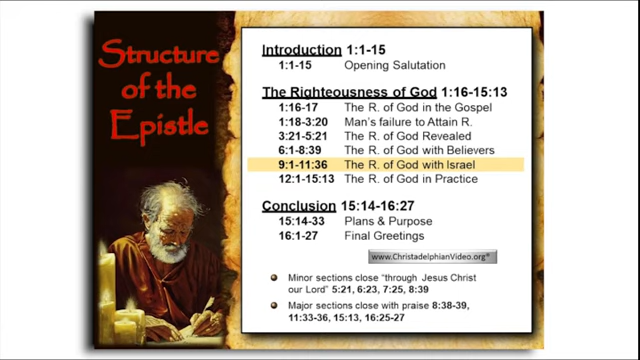 Structure
of the
Epistle
Introduction 1:1-15
1:1-15 Opening Salutation
The Righteousness of God 1:16-15:13
1:16-17 The R. of God in the Gospel
1:18-3:20 Man's failure to Attain R.
3:21-5:21 The R. of God Revealed
6:1-8:39 The R. of God with Believers
9:1-11:36 The R. of God with Israel
12:1-15:13 The R. of God in Practice
Conclusion 15:14-16:27
15:14-33 Plans & Purpose
16:1-27 Final Greetings
www.ChristadelphianVideo.org®
Minor sections close "through Jesus Christ
our Lord" 5:21, 6:23, 7:25, 8:39
Major sections close with praise 8:38-39,
11:33-36, 15:13, 16:25-27